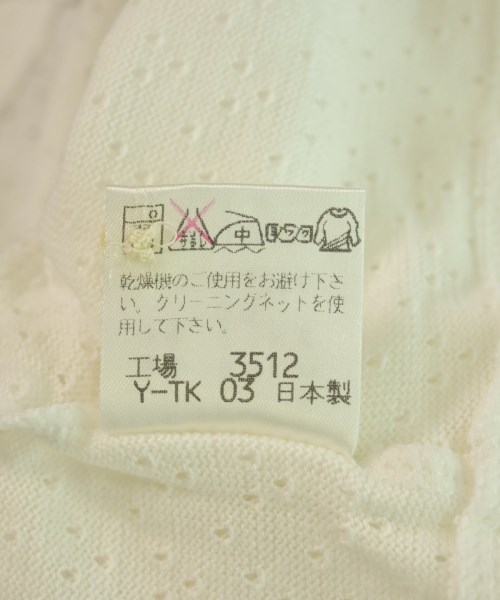 中
乾燥機のご使用をお避け下さ
い。クリーニングネットを使
用して下さい。
工場 3512
Y-TK 03 日本製